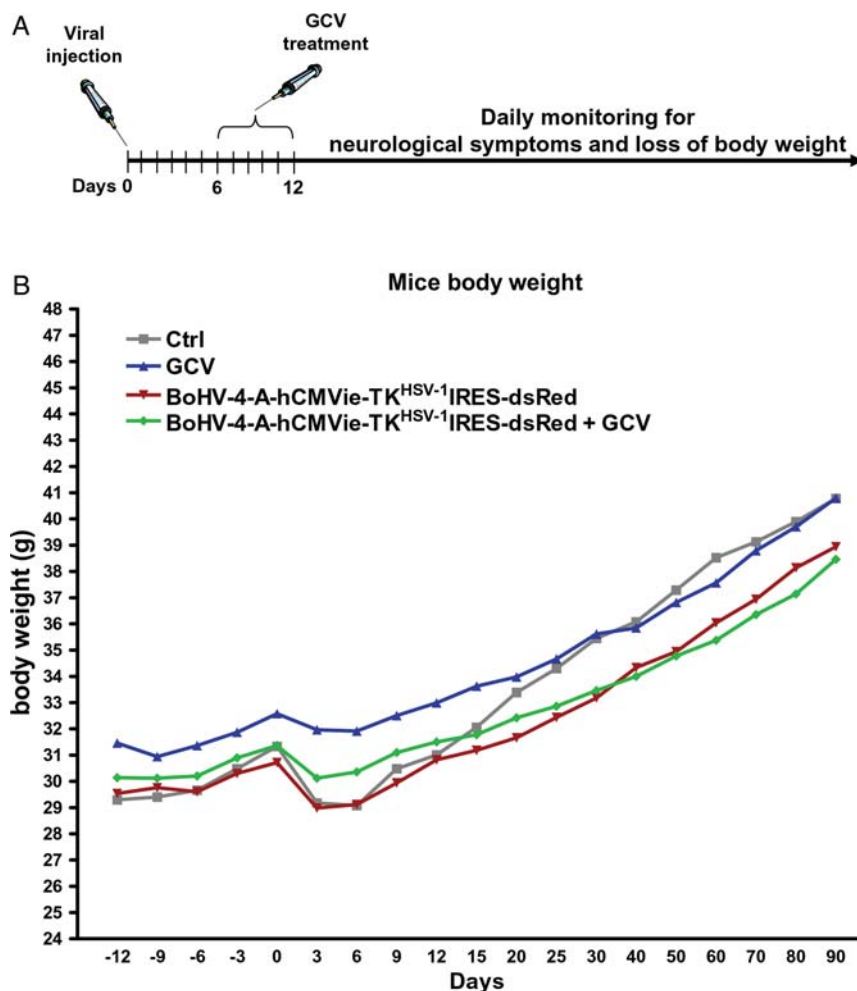 A
Viral
injection
GCV
treatment
Daily monitoring for
neurological symptoms and loss of body weight
Days 0 6 12
B
Mice body weight
48
47
46
45
44
43
42
41
40
39
38
37
36
35
34
33
32
31
30
29
28
27
26
25
24
body weight (g)
Ctrl
GCV
BoHV-4-A-hCMVie-TK^HSV-1IRES-dsRed
BoHV-4-A-hCMVie-TK^HSV-1IRES-dsRed + GCV
-12 -9 -6 -3 0 3 6 9 12 15 20 25 30 40 50 60 70 80 90
Days